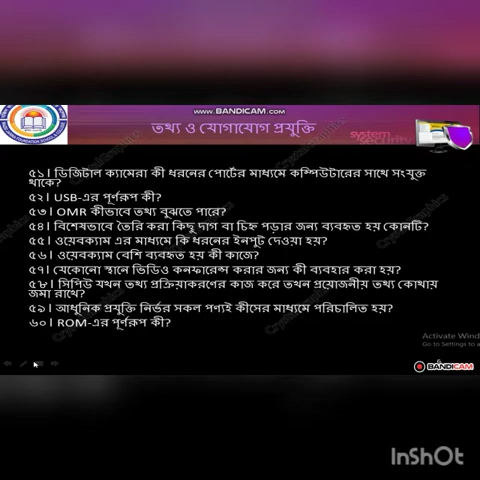 www.BANDICAM.com
তথ্য ও যোগাযোগ প্রযুক্তি
system
Security
৫১। ডিজিটাল ক্যামেরা কী ধরনের পোর্টের মাধ্যমে কম্পিউটারের সাথে সংযুক্ত
থাকে?
৫২। USB-এর পূর্ণরূপ কী?
৫৩। OMR কীভাবে তথ্য বুঝতে পারে?
৫৪। বিশেষভাবে তৈরি করা কিছু দাগ বা চিহ্ন পড়ার জন্য ব্যবহৃত হয় কোনটি?
৫৫। ওয়েবক্যাম এর মাধ্যমে কি ধরনের ইনপুট দেওয়া হয়?
৫৬। ওয়েবক্যাম বেশি ব্যবহৃত হয় কী কাজে?
৫৭। যেকোনো স্থানে ভিডিও কনফারেন্স করার জন্য কী ব্যবহার করা হয়?
৫৮। সিপিউ যখন তথ্য প্রক্রিয়াকরণের কাজ করে তখন প্রয়োজনীয় তথ্য কোথায়
জমা রাখে?
৫৯। আধুনিক প্রযুক্তি নির্ভর সকল পণ্যই কীসের মাধ্যমে পরিচালিত হয়?
৬০। ROM-এর পূর্ণরূপ কী?
Activate Wind
Go to Settings to a
BANDICAM
InShOt